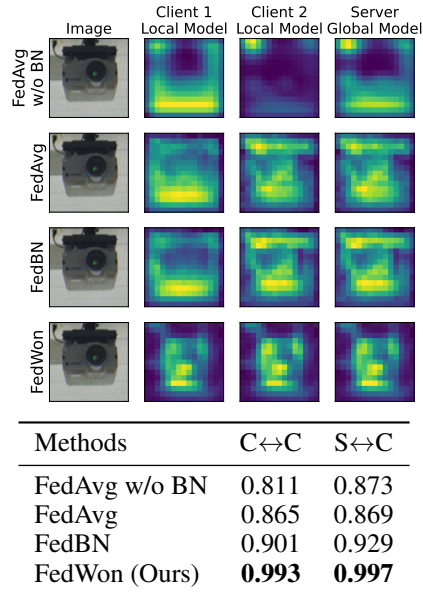 Image
Client 1
Local Model
Client 2
Local Model
Server
Global Model
FedAvg
w/o BN
FedAvg
FedBN
FedWon
Methods C↔C S↔C
FedAvg w/o BN 0.811 0.873
FedAvg 0.865 0.869
FedBN 0.901 0.929
FedWon (Ours) 0.993 0.997